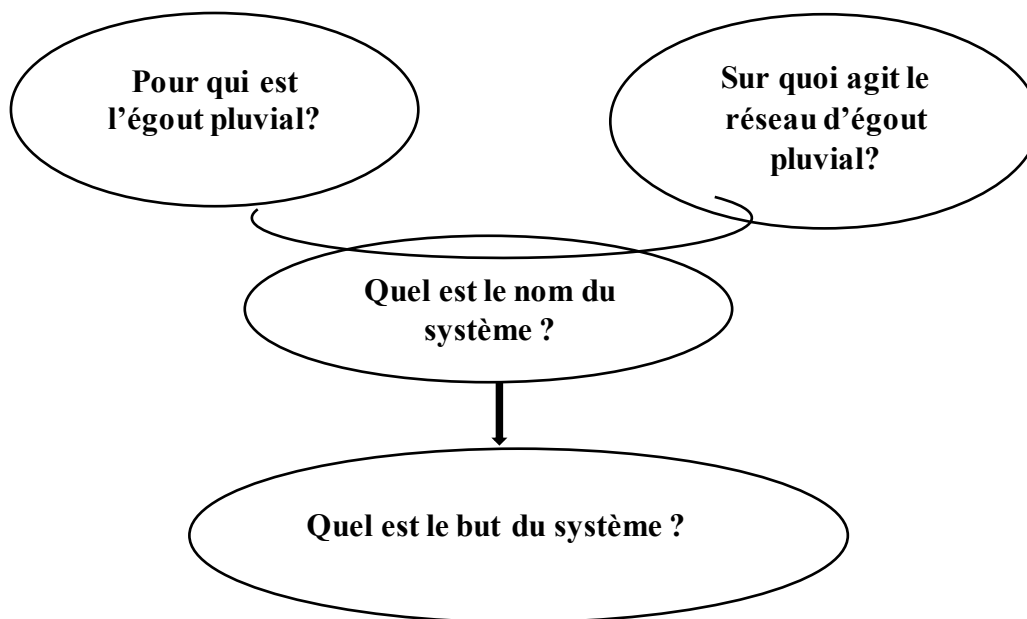 Pour qui est
l’égout pluvial?
Sur quoi agit le
réseau d’égout
pluvial?
Quel est le nom du
système ?
Quel est le but du système ?